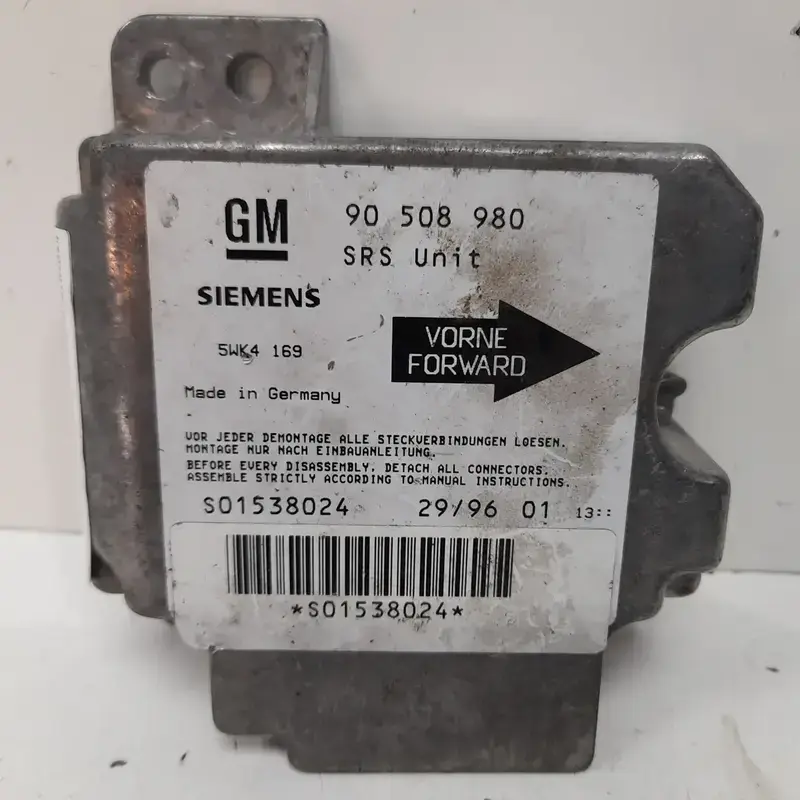 GM
90 508 980
SRS Unit
SIEMENS
5WK4 169
VORNE
FORWARD
Made in Germany
VOR JEDER DEMONTAGE ALLE STECKVERBINDUNGEN LOESEN.
MONTAGE NUR NACH EINBAUANLEITUNG.
BEFORE EVERY DISASSEMBLY, DETACH ALL CONNECTORS.
ASSEMBLE STRICTLY ACCORDING TO MANUAL INSTRUCTIONS.
S01538024 29/96 01 13::
*S01538024*